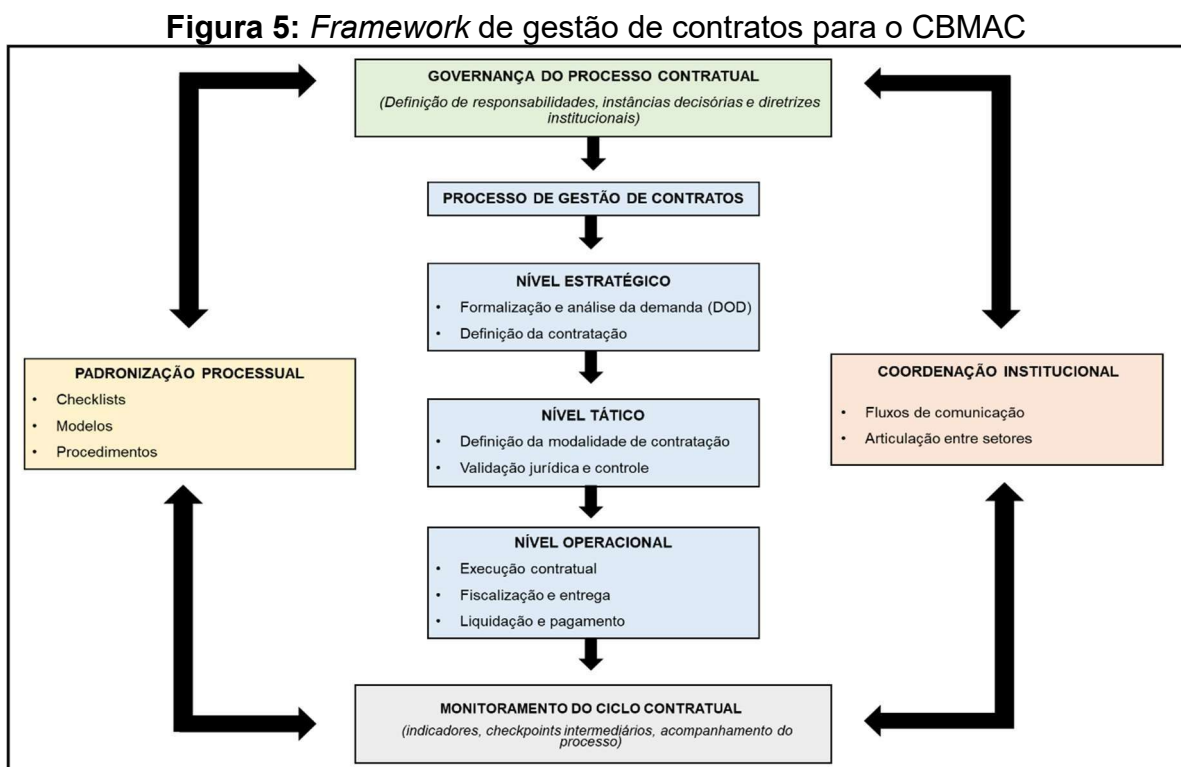 Figura 5: Framework de gestão de contratos para o CBMAC
GOVERNANÇA DO PROCESSO CONTRATUAL
(Definição de responsabilidades, instâncias decisórias e diretrizes
institucionais)
PROCESSO DE GESTÃO DE CONTRATOS
NÍVEL ESTRATÉGICO
• Formalização e análise da demanda (DOD)
• Definição da contratação
PADRONIZAÇÃO PROCESSUAL
• Checklists
• Modelos
• Procedimentos
NÍVEL TÁTICO
• Definição da modalidade de contratação
• Validação jurídica e controle
COORDENAÇÃO INSTITUCIONAL
• Fluxos de comunicação
• Articulação entre setores
NÍVEL OPERACIONAL
• Execução contratual
• Fiscalização e entrega
• Liquidação e pagamento
MONITORAMENTO DO CICLO CONTRATUAL
(indicadores, checkpoints intermediários, acompanhamento do
processo)